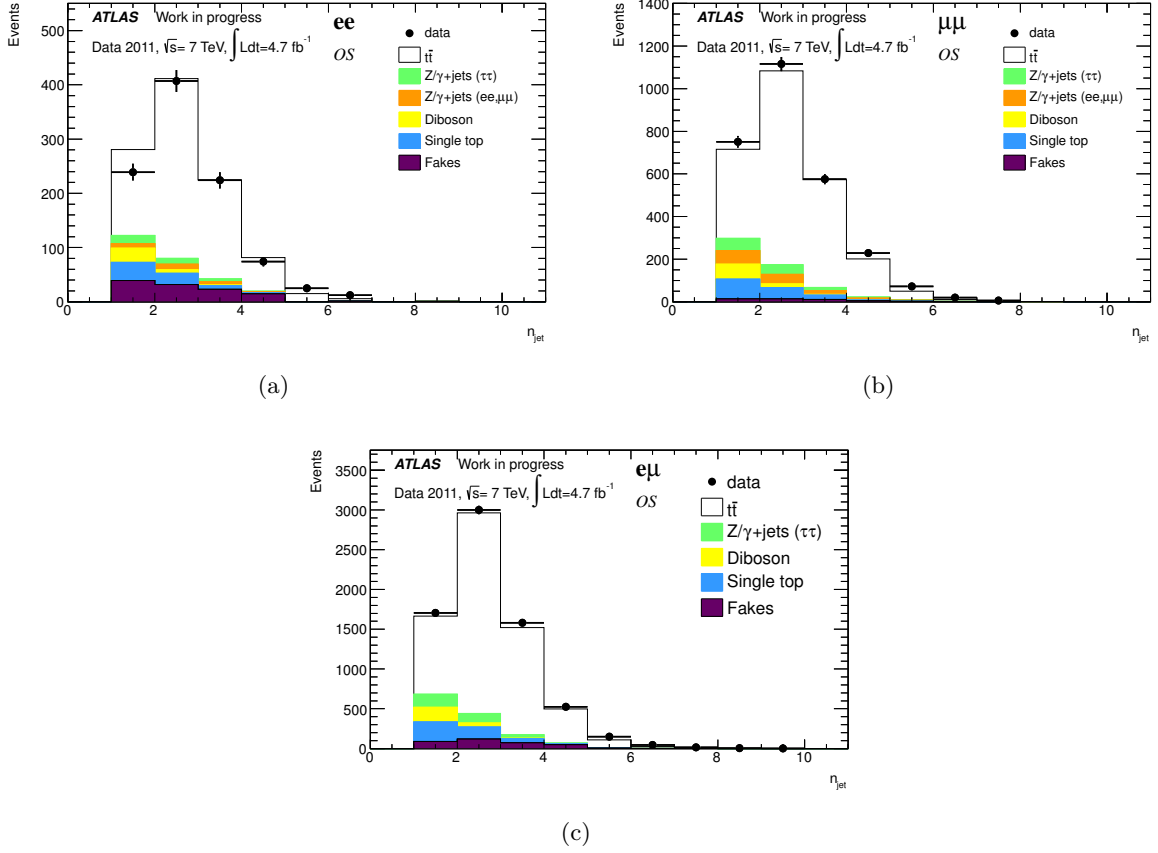 Events
500
400
300
200
100
0
0 2 4 6 8 10
n_jet
ATLAS Work in progress
Data 2011, √s= 7 TeV, ∫Ldt=4.7 fb⁻¹
ee
OS
data
tt̄
Z/γ+jets (ττ)
Z/γ+jets (ee,μμ)
Diboson
Single top
Fakes
(a)
Events
1400
1200
1000
800
600
400
200
0
0 2 4 6 8 10
n_jet
ATLAS Work in progress
Data 2011, √s= 7 TeV, ∫Ldt=4.7 fb⁻¹
μμ
OS
data
tt̄
Z/γ+jets (ττ)
Z/γ+jets (ee,μμ)
Diboson
Single top
Fakes
(b)
Events
3500
3000
2500
2000
1500
1000
500
0
0 2 4 6 8 10
n_jet
ATLAS Work in progress
Data 2011, √s= 7 TeV, ∫Ldt=4.7 fb⁻¹
eμ
OS
data
tt̄
Z/γ+jets (ττ)
Diboson
Single top
Fakes
(c)